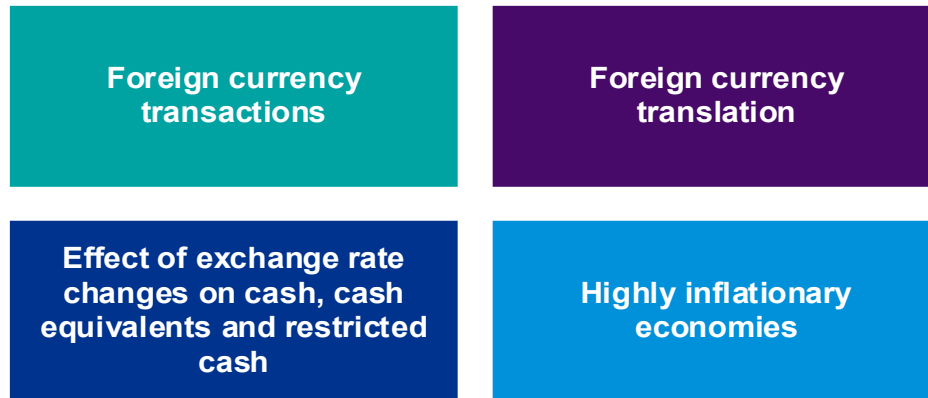 Foreign currency
transactions
Foreign currency
translation
Effect of exchange rate
changes on cash, cash
equivalents and restricted
cash
Highly inflationary
economies